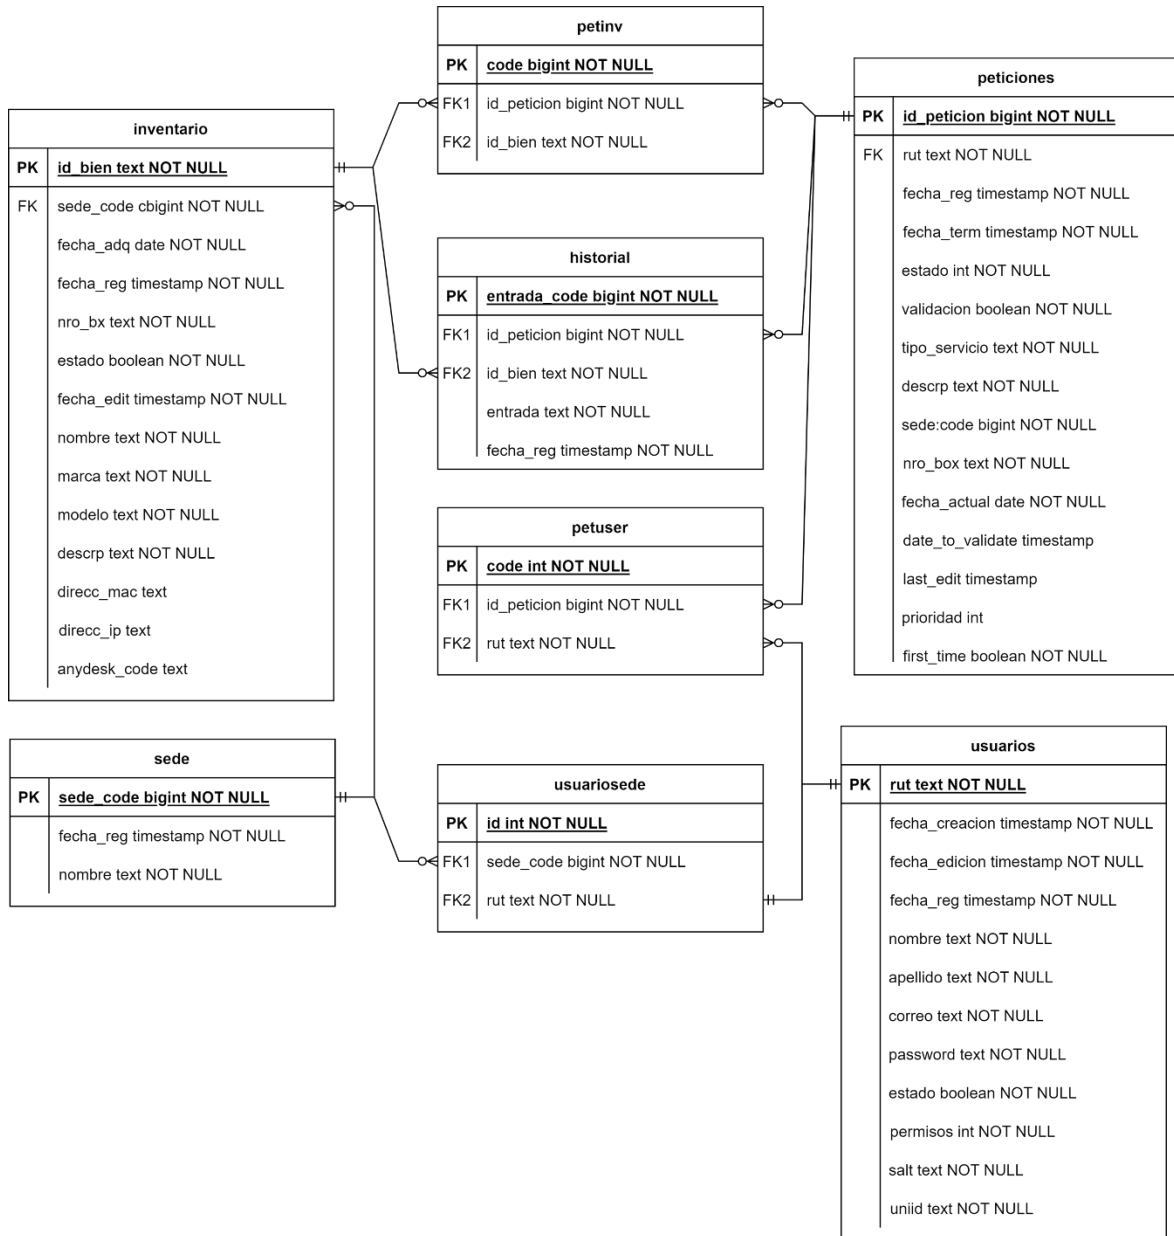 petinv
PK code bigint NOT NULL
FK1 id_peticion bigint NOT NULL
FK2 id_bien text NOT NULL
peticiones
PK id_peticion bigint NOT NULL
FK rut text NOT NULL
fecha_reg timestamp NOT NULL
fecha_term timestamp NOT NULL
estado int NOT NULL
validacion boolean NOT NULL
tipo_servicio text NOT NULL
descrp text NOT NULL
sede:code bigint NOT NULL
nro_box text NOT NULL
fecha_actual date NOT NULL
date_to_validate timestamp
last_edit timestamp
prioridad int
first_time boolean NOT NULL
inventario
PK id_bien text NOT NULL
FK sede_code cbigint NOT NULL
fecha_adq date NOT NULL
fecha_reg timestamp NOT NULL
nro_bx text NOT NULL
estado boolean NOT NULL
fecha_edit timestamp NOT NULL
nombre text NOT NULL
marca text NOT NULL
modelo text NOT NULL
descrp text NOT NULL
direcc_mac text
direcc_ip text
anydesk_code text
historial
PK entrada_code bigint NOT NULL
FK1 id_peticion bigint NOT NULL
FK2 id_bien text NOT NULL
entrada text NOT NULL
fecha_reg timestamp NOT NULL
petuser
PK code int NOT NULL
FK1 id_peticion bigint NOT NULL
FK2 rut text NOT NULL
sede
PK sede_code bigint NOT NULL
fecha_reg timestamp NOT NULL
nombre text NOT NULL
usuariosede
PK id int NOT NULL
FK1 sede_code bigint NOT NULL
FK2 rut text NOT NULL
usuarios
PK rut text NOT NULL
fecha_creacion timestamp NOT NULL
fecha_edicion timestamp NOT NULL
fecha_reg timestamp NOT NULL
nombre text NOT NULL
apellido text NOT NULL
correo text NOT NULL
password text NOT NULL
estado boolean NOT NULL
permisos int NOT NULL
salt text NOT NULL
uniid text NOT NULL